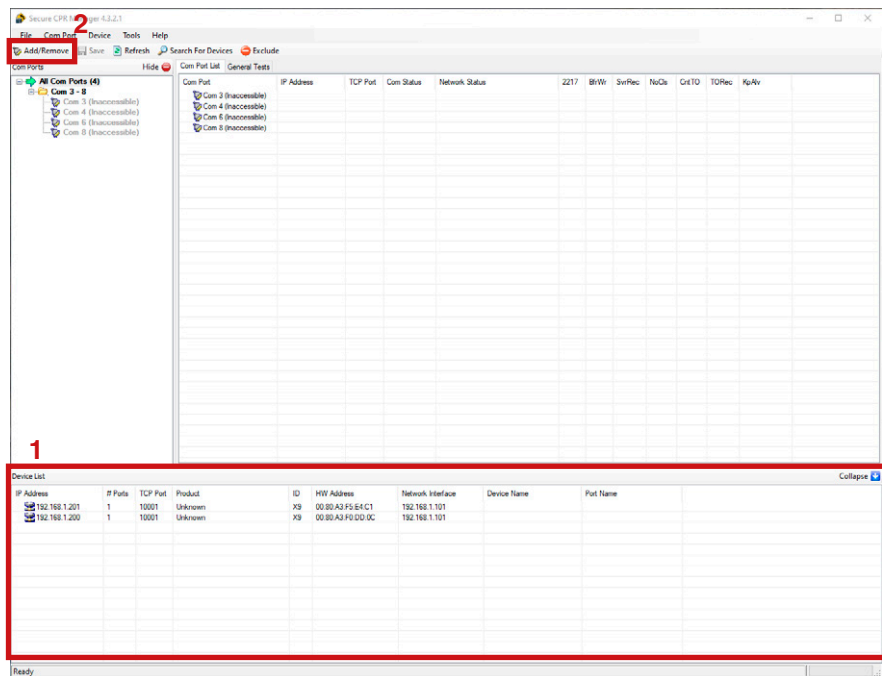 Secure CPR Manager 4.3.2.1
2
File Com Port Device Tools Help
Add/Remove Save Refresh Search For Devices Exclude
Com Ports Hide Com Port List General Tests
All Com Ports (4) Com Port IP Address TCP Port Com Status Network Status 2217 BfrWr SvrRec NoCls CntTO TORec KpAlv
Com 3 - 8
Com 3 (Inaccessible) Com 3 (Inaccessible)
Com 4 (Inaccessible) Com 4 (Inaccessible)
Com 6 (Inaccessible) Com 6 (Inaccessible)
Com 8 (Inaccessible) Com 8 (Inaccessible)
1
Device List Collapse
IP Address # Ports TCP Port Product ID HW Address Network Interface Device Name Port Name
192.168.1.201 1 10001 Unknown X9 00:80:A3:F5:E4:C1 192.168.1.101
192.168.1.200 1 10001 Unknown X9 00:80:A3:F0:DD:0C 192.168.1.101
Ready